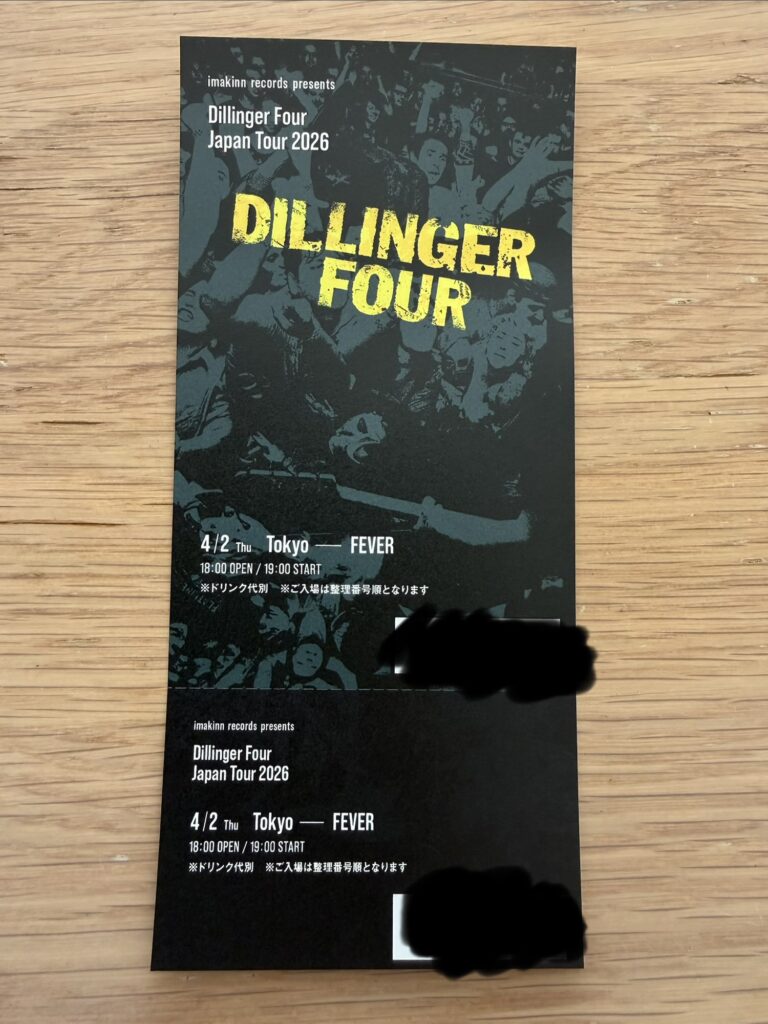 imakinn records presents
Dillinger Four
Japan Tour 2026
DILLINGER
FOUR
4/2 Thu Tokyo — FEVER
18:00 OPEN / 19:00 START
※ドリンク代別 ※ご入場は整理番号順となります
imakinn records presents
Dillinger Four
Japan Tour 2026
4/2 Thu Tokyo — FEVER
18:00 OPEN / 19:00 START
※ドリンク代別 ※ご入場は整理番号順となります